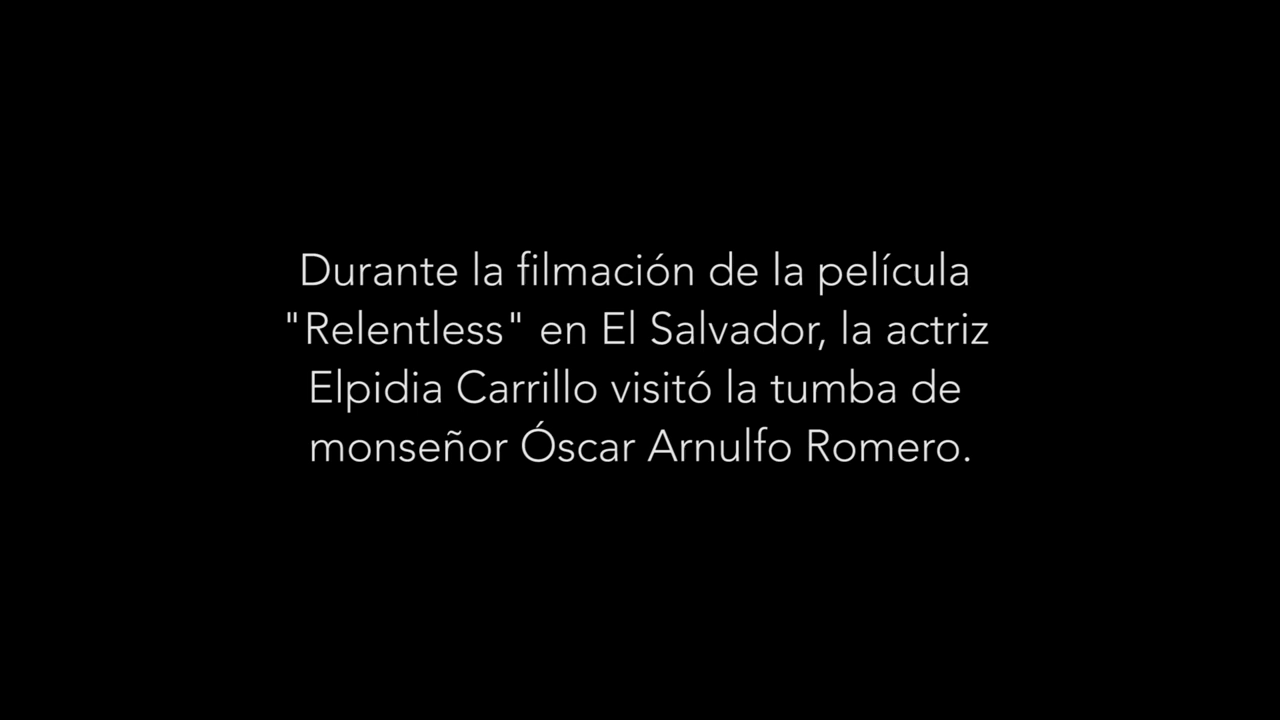 Durante la filmación de la película
"Relentless" en El Salvador, la actriz
Elpidia Carrillo visitó la tumba de
monseñor Óscar Arnulfo Romero.